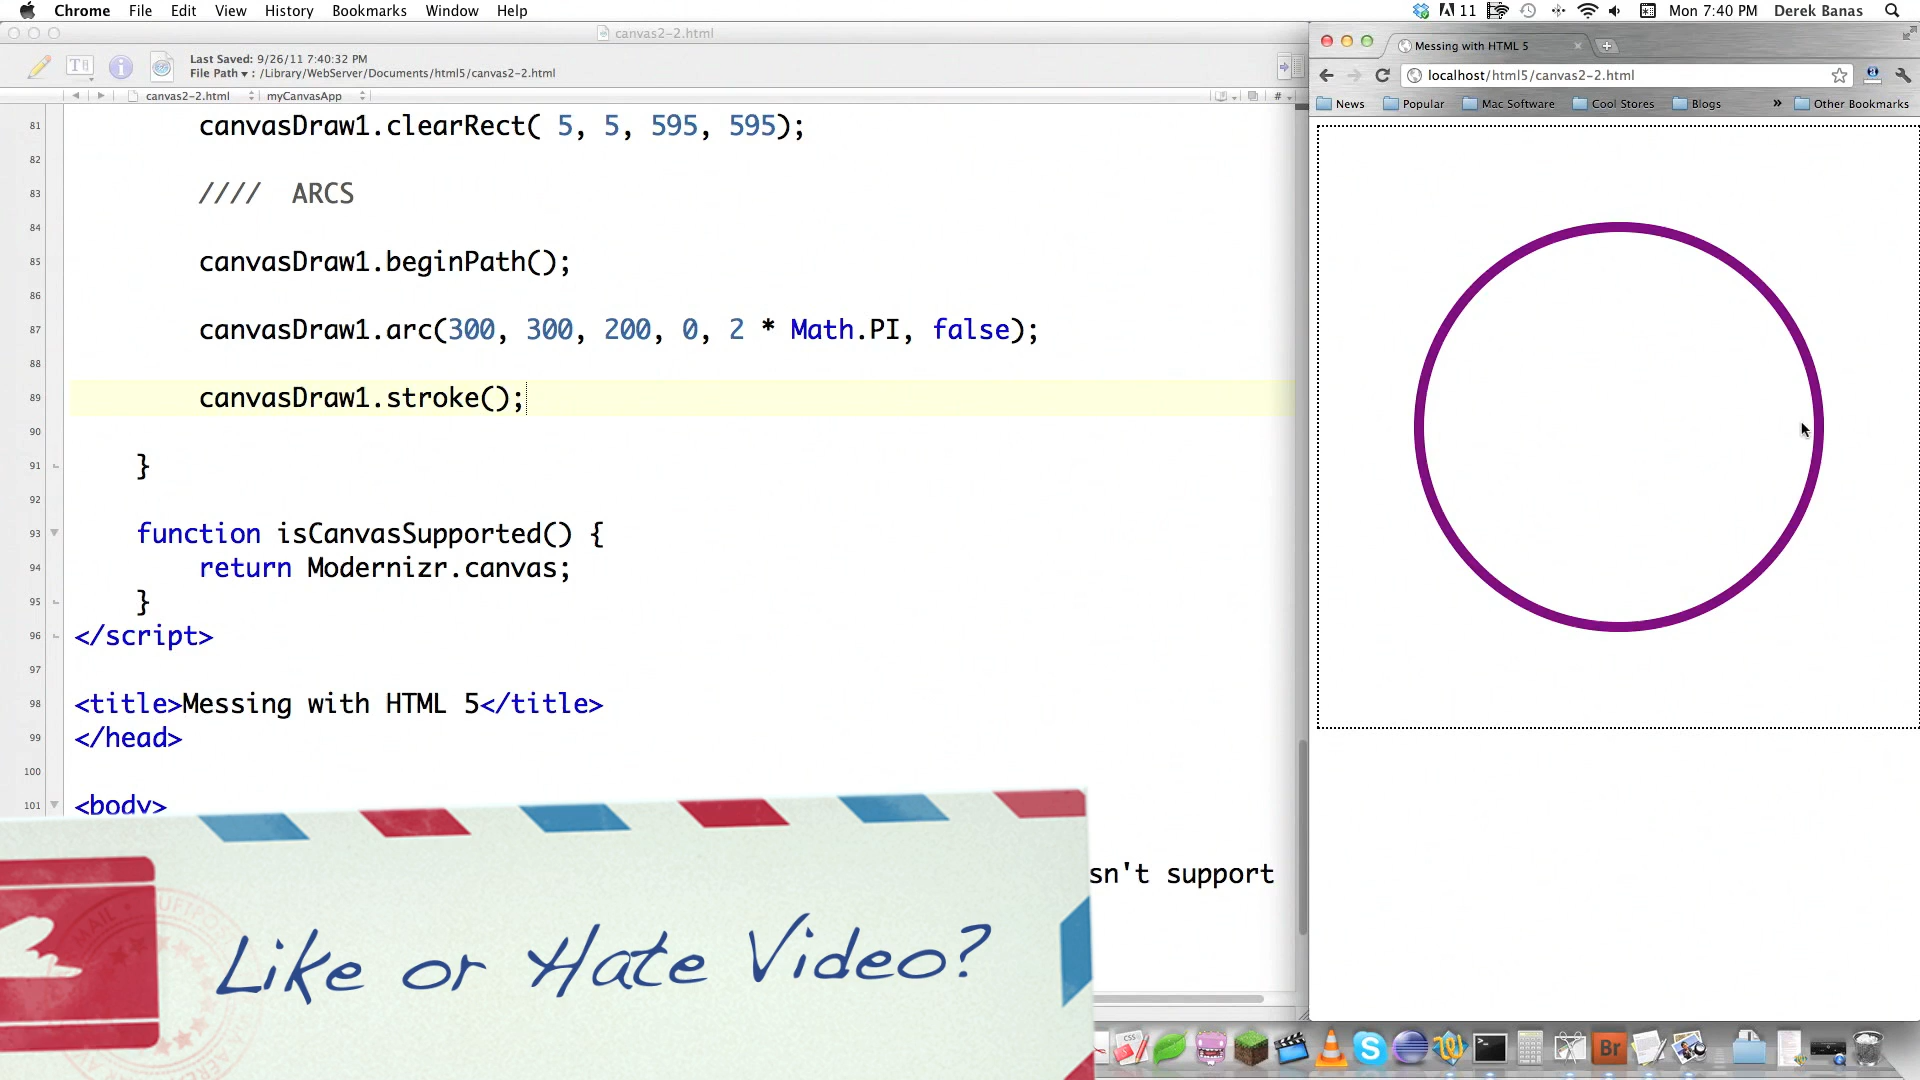 Chrome File Edit View History Bookmarks Window Help
11 Mon 7:40 PM Derek Banas
canvas2-2.html
Last Saved: 9/26/11 7:40:32 PM
File Path ▾ : /Library/WebServer/Documents/html5/canvas2-2.html
canvas2-2.html myCanvasApp #
81 canvasDraw1.clearRect( 5, 5, 595, 595);
82
83 //// ARCS
84
85 canvasDraw1.beginPath();
86
87 canvasDraw1.arc(300, 300, 200, 0, 2 * Math.PI, false);
88
89 canvasDraw1.stroke();
90
91 }
92
93 function isCanvasSupported() {
94 return Modernizr.canvas;
95 }
96 </script>
97
98 <title>Messing with HTML 5</title>
99 </head>
100
101 <body>
sn't support
Like or Hate Video?
Messing with HTML 5
localhost/html5/canvas2-2.html
News Popular Mac Software Cool Stores Blogs » Other Bookmarks
CSS
Br